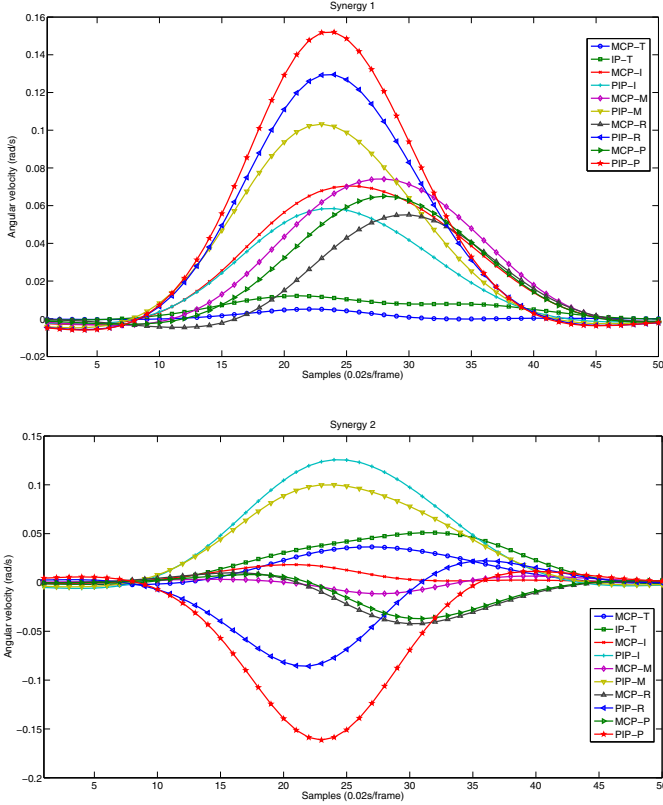 Synergy 1
0.16
0.14
0.12
0.1
0.08
0.06
0.04
0.02
0
−0.02
Angular velocity (rad/s)
MCP−T
IP−T
MCP−I
PIP−I
MCP−M
PIP−M
MCP−R
PIP−R
MCP−P
PIP−P
5 10 15 20 25 30 35 40 45 50
Samples (0.02s/frame)
Synergy 2
0.15
0.1
0.05
0
−0.05
−0.1
−0.15
−0.2
Angular velocity (rad/s)
MCP−T
IP−T
MCP−I
PIP−I
MCP−M
PIP−M
MCP−R
PIP−R
MCP−P
PIP−P
5 10 15 20 25 30 35 40 45 50
Samples (0.02s/frame)